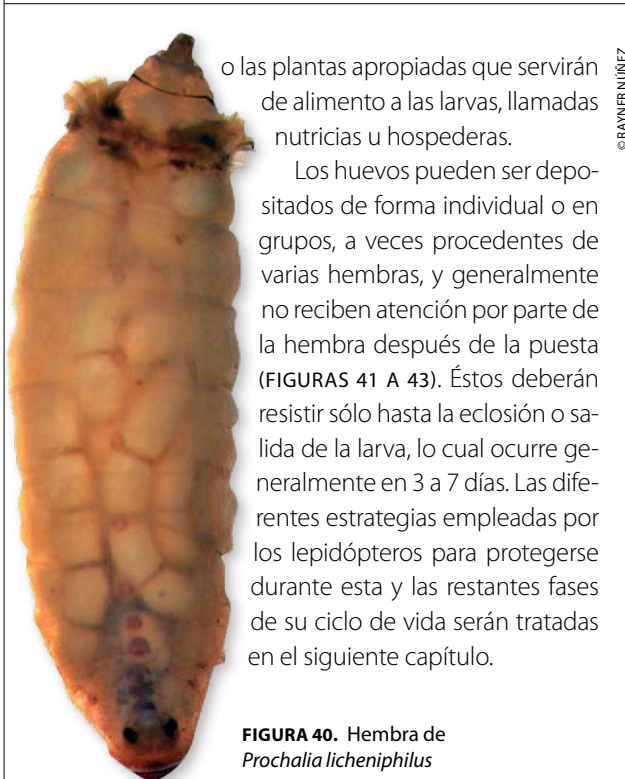 o las plantas apropiadas que servirán
de alimento a las larvas, llamadas
nutricias u hospederas.
Los huevos pueden ser depo-
sitados de forma individual o en
grupos, a veces procedentes de
varias hembras, y generalmente
no reciben atención por parte de
la hembra después de la puesta
(FIGURAS 41 A 43). Éstos deberán
resistir sólo hasta la eclosión o sa-
lida de la larva, lo cual ocurre ge-
neralmente en 3 a 7 días. Las dife-
rentes estrategias empleadas por
los lepidópteros para protegerse
durante esta y las restantes fases
de su ciclo de vida serán tratadas
en el siguiente capítulo.
© RAYNER NÚÑEZ
FIGURA 40. Hembra de
Prochalia licheniphilus